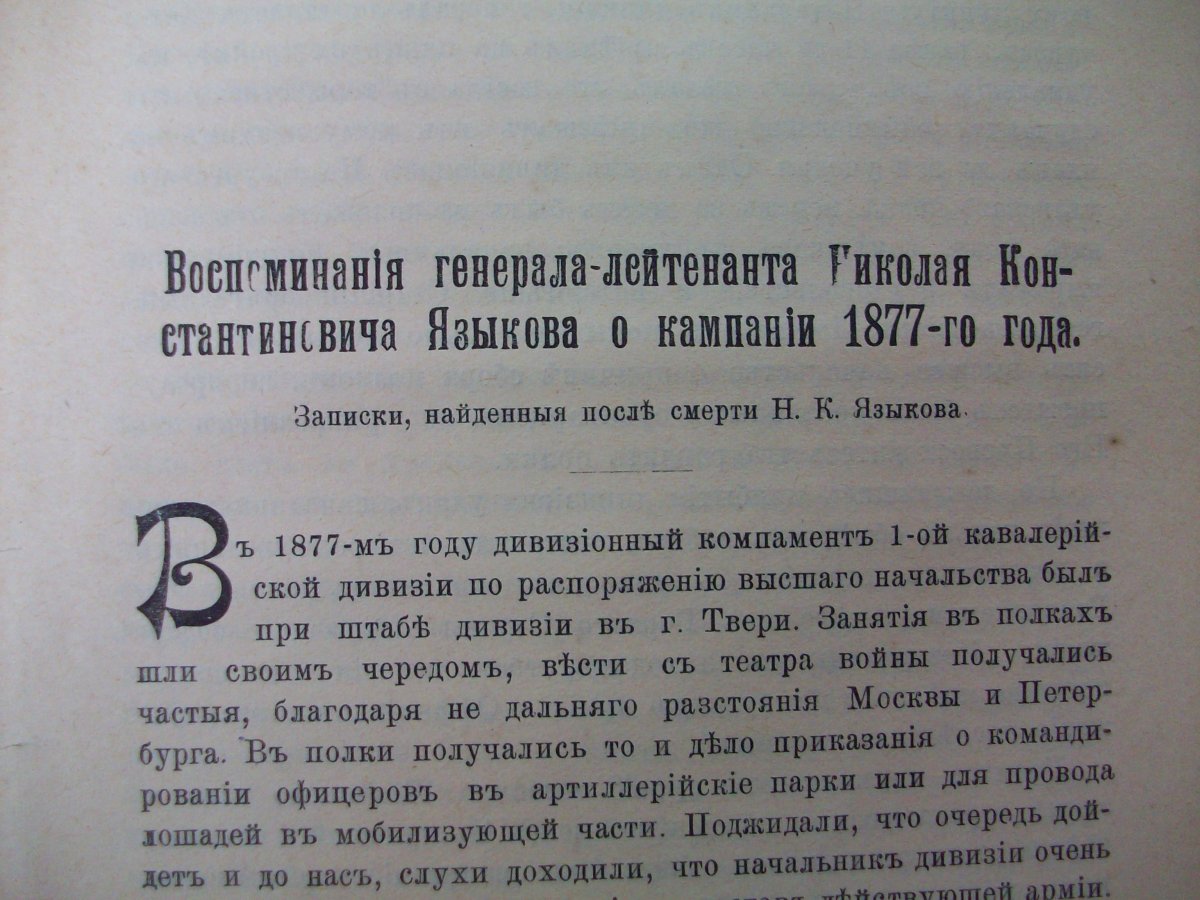 Воспоминанія генерала-лейтенанта Николая Кон-
стантиновича Языкова о кампаніи 1877-го года.
Записки, найденныя послѣ смерти Н. К. Языкова.
Въ 1877-мъ году дивизіонный компаментъ 1-ой кавалерій-
ской дивизіи по распоряженію высшаго начальства былъ
при штабѣ дивизіи въ г. Твери. Занятія въ полкахъ
шли своимъ чередомъ, вѣсти съ театра войны получались
частыя, благодаря не дальняго разстоянія Москвы и Петер-
бурга. Въ полки получались то и дѣло приказанія о команди-
рованіи офицеровъ въ артиллерійскіе парки или для провода
лошадей въ мобилизующей части. Поджидали, что очередь дой-
детъ и до насъ, слухи доходили, что начальникъ дивизіи очень
дѣйствующей арміи.